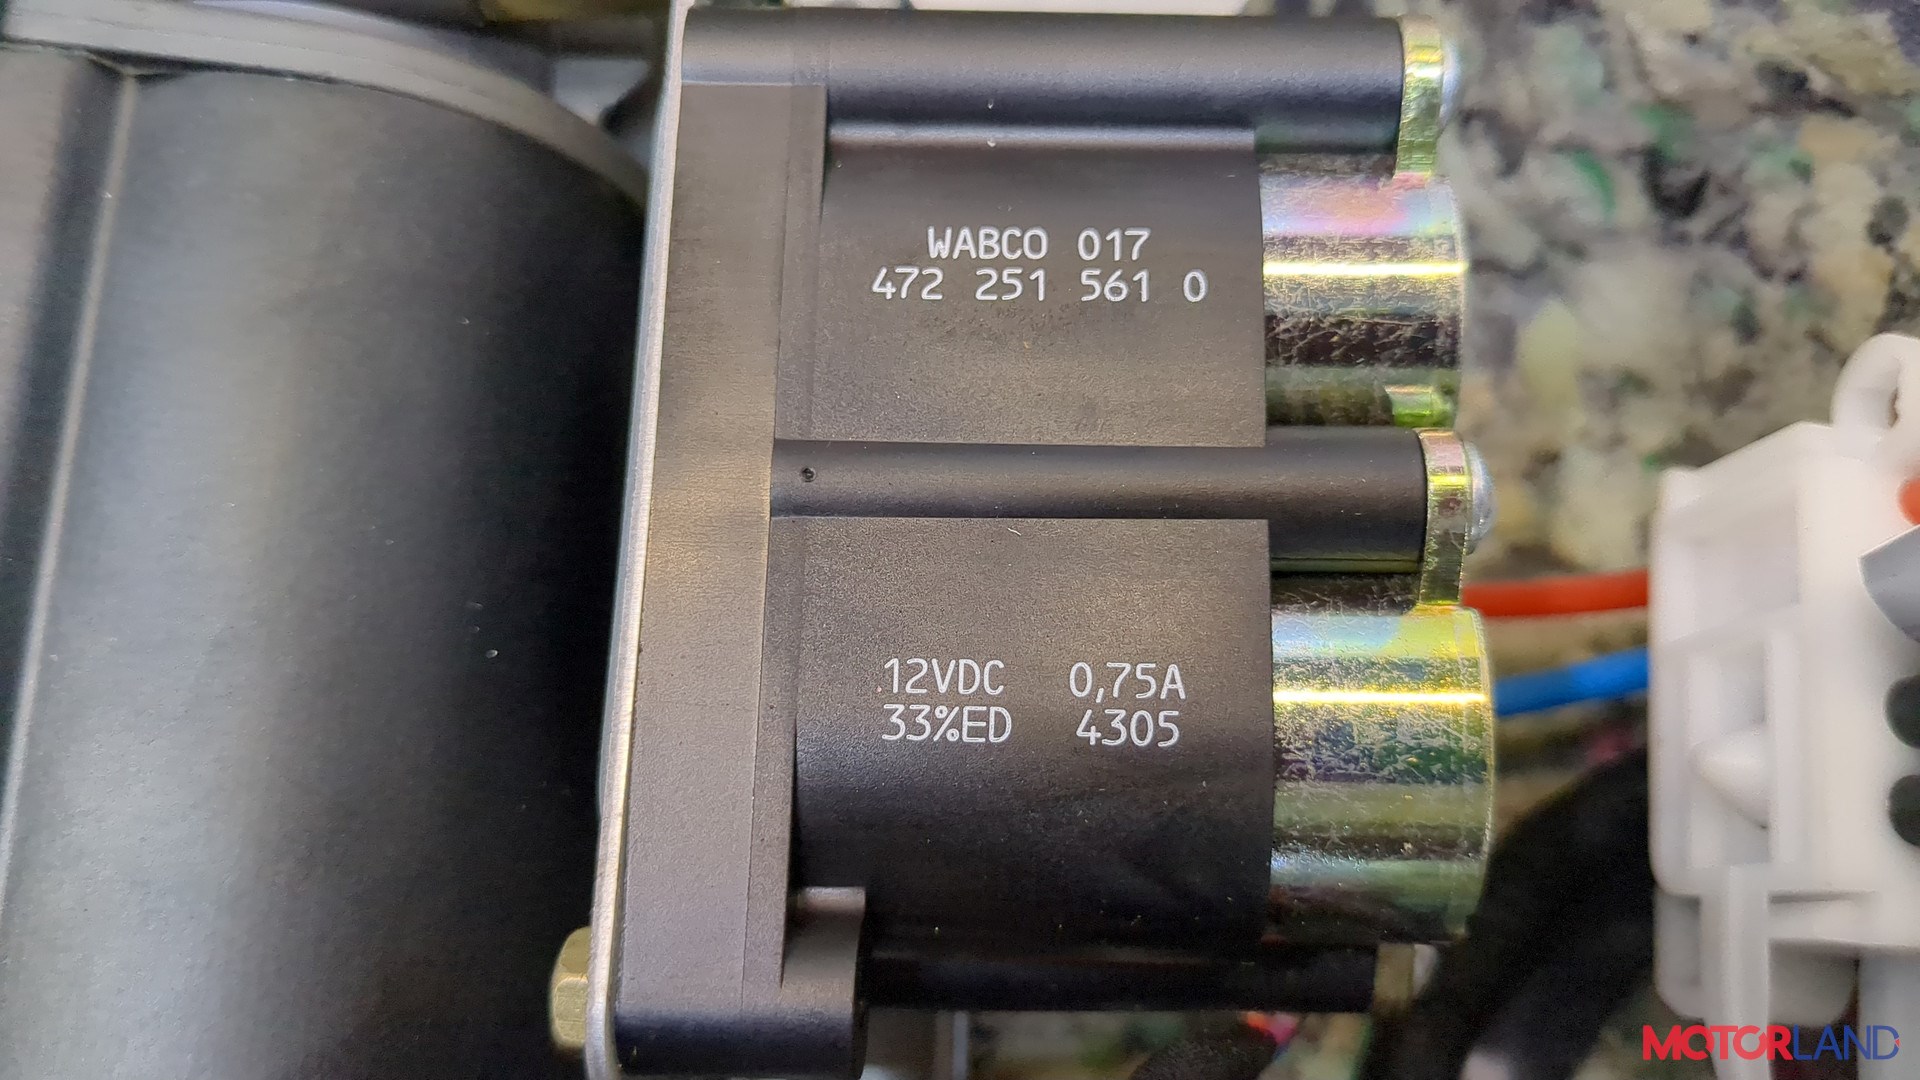 WABCO 017
472 251 561 0
12VDC 0,75A
33%ED 4305
MOTORLAND